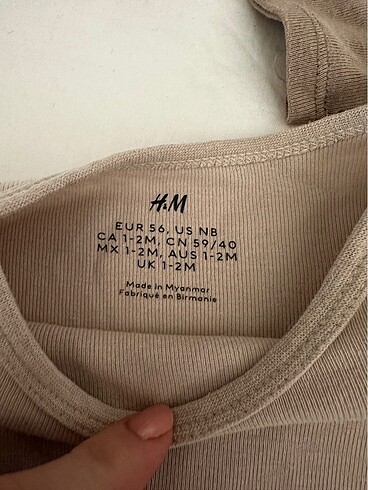 H&M
EUR 56, US NB
CA 1-2M, CN 59/40
MX 1-2M, AUS 1-2M
UK 1-2M
Made in Myanmar
Fabriqué en Birmanie